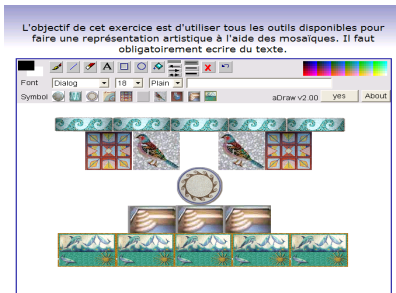 L'objectif de cet exercice est d'utiliser tous les outils disponibles pour
faire une représentation artistique à l'aide des mosaïques. Il faut
obligatoirement ecrire du texte.
A
Font Dialog 18 Plain
Symbol aDraw v2.00 yes About